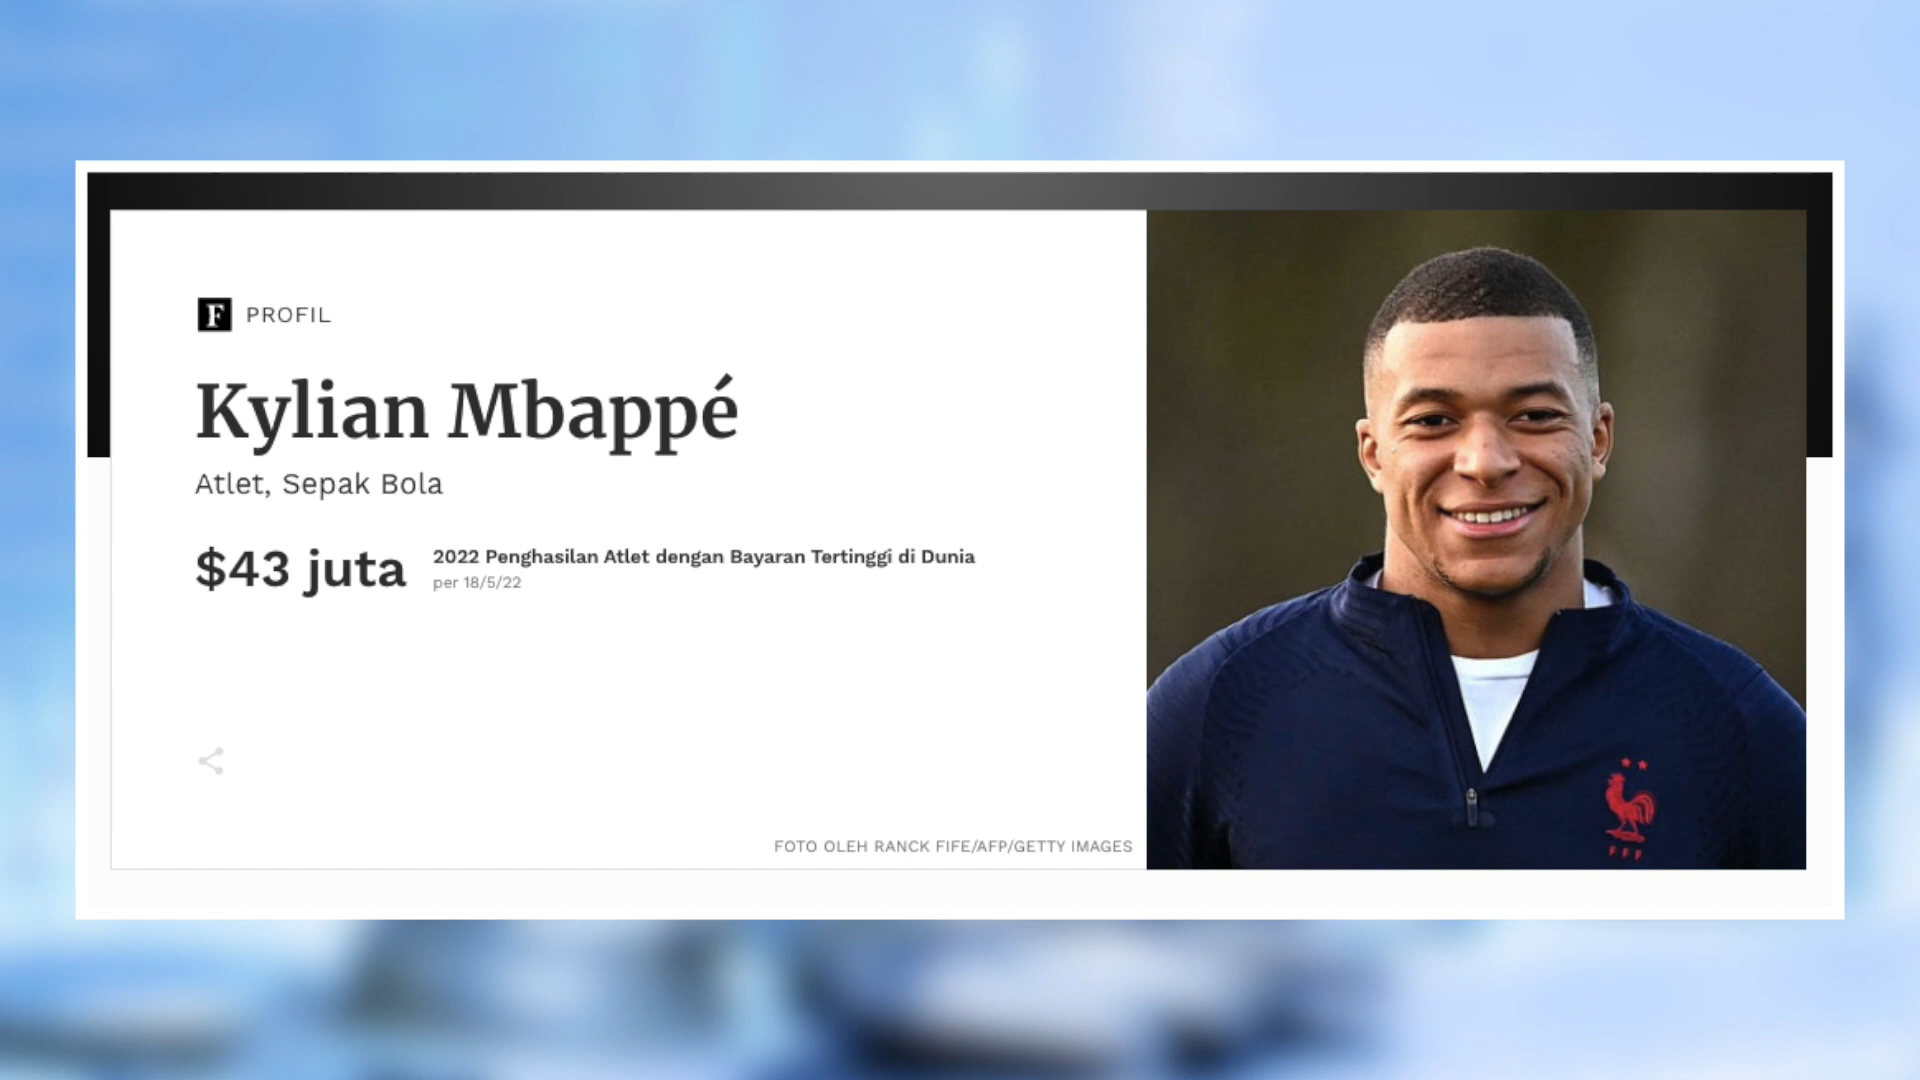 F PROFIL
Kylian Mbappé
Atlet, Sepak Bola
$43 juta
2022 Penghasilan Atlet dengan Bayaran Tertinggi di Dunia
per 18/5/22
FOTO OLEH RANCK FIFE/AFP/GETTY IMAGES
FFF